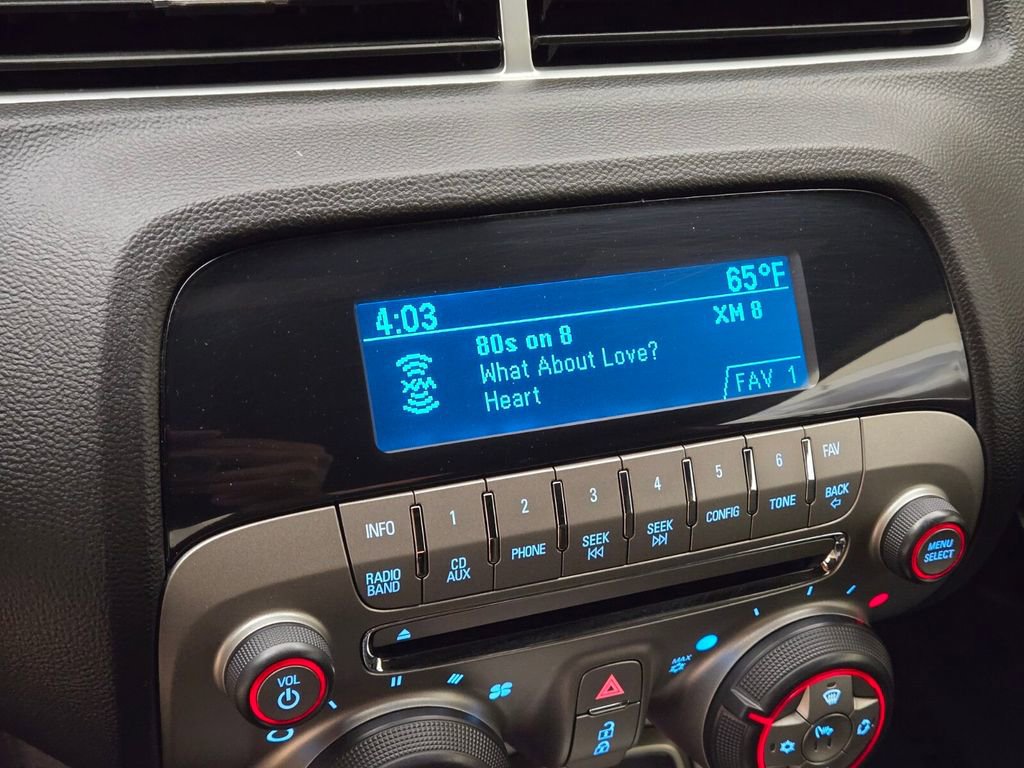 4:03 65°F
80s on 8 XM 8
XM What About Love?
Heart FAV 1
INFO 1 2 3 4 5 6 FAV
RADIO BAND CD AUX PHONE SEEK SEEK CONFIG TONE BACK
MENU SELECT
VOL
MAX